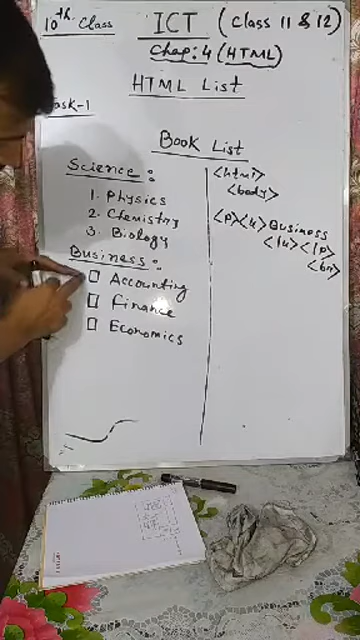 10th Class
ICT (Class 11 & 12)
Chap: 4 (HTML)
HTML List
ask-1
Book List
Science:
1. Physics
2. Chemistry
3. Biology
Business:
Accounting
Finance
Economics
<html>
<body>
<p><u>Business
</u></p>
<br>